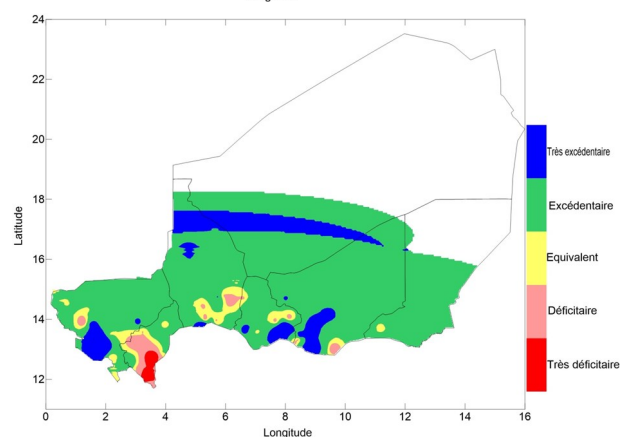 24
22
20
18
16
14
12
Latitude
0
2
4
6
8
10
12
14
16
Longitude
Très excédentaire
Excédentaire
Equivalent
Déficitaire
Très déficitaire